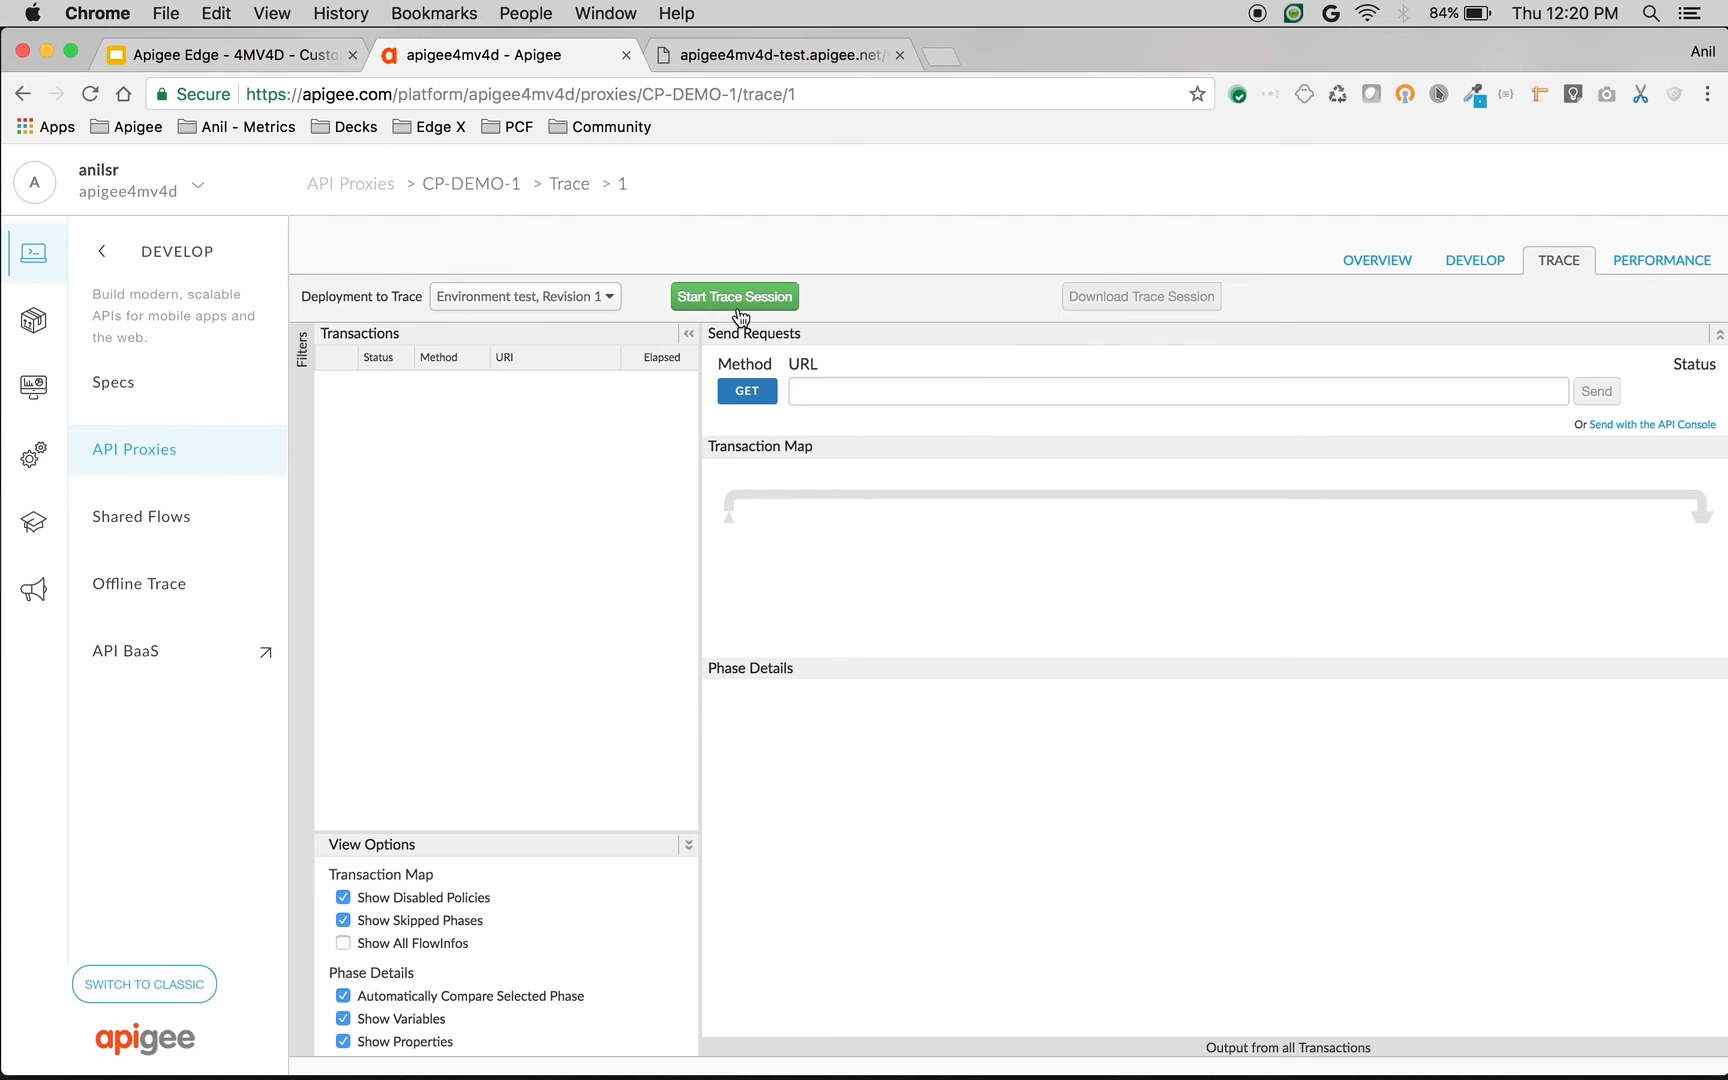 Chrome File Edit View History Bookmarks People Window Help 84% Thu 12:20 PM
Apigee Edge - 4MV4D - Custo apigee4mv4d - Apigee apigee4mv4d-test.apigee.net/ Anil
Secure https://apigee.com/platform/apigee4mv4d/proxies/CP-DEMO-1/trace/1
Apps Apigee Anil - Metrics Decks Edge X PCF Community
A
anilsr
apigee4mv4d
API Proxies > CP-DEMO-1 > Trace > 1
DEVELOP
Build modern, scalable
APIs for mobile apps and
the web.
Specs
API Proxies
Shared Flows
Offline Trace
API BaaS
SWITCH TO CLASSIC
apigee
OVERVIEW DEVELOP TRACE PERFORMANCE
Deployment to Trace Environment test, Revision 1 Start Trace Session Download Trace Session
Filters
Transactions
Status Method URI Elapsed
Send Requests
Method URL Status
GET Send
Or Send with the API Console
Transaction Map
Phase Details
View Options
Transaction Map
Show Disabled Policies
Show Skipped Phases
Show All FlowInfos
Phase Details
Automatically Compare Selected Phase
Show Variables
Show Properties
Output from all Transactions